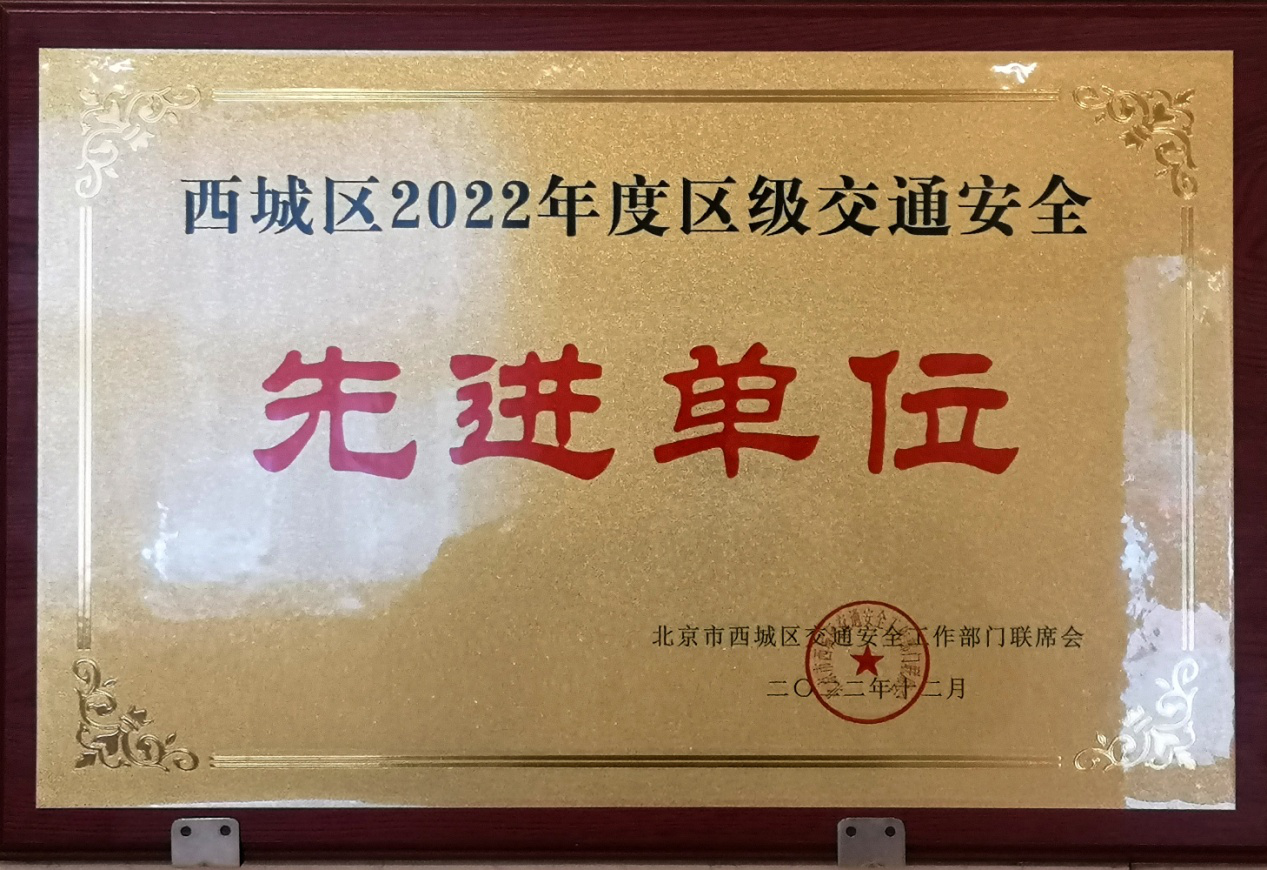 西城区2022年度区级交通安全
先进单位
北京市西城区交通安全工作部门联席会
二〇二二年十二月